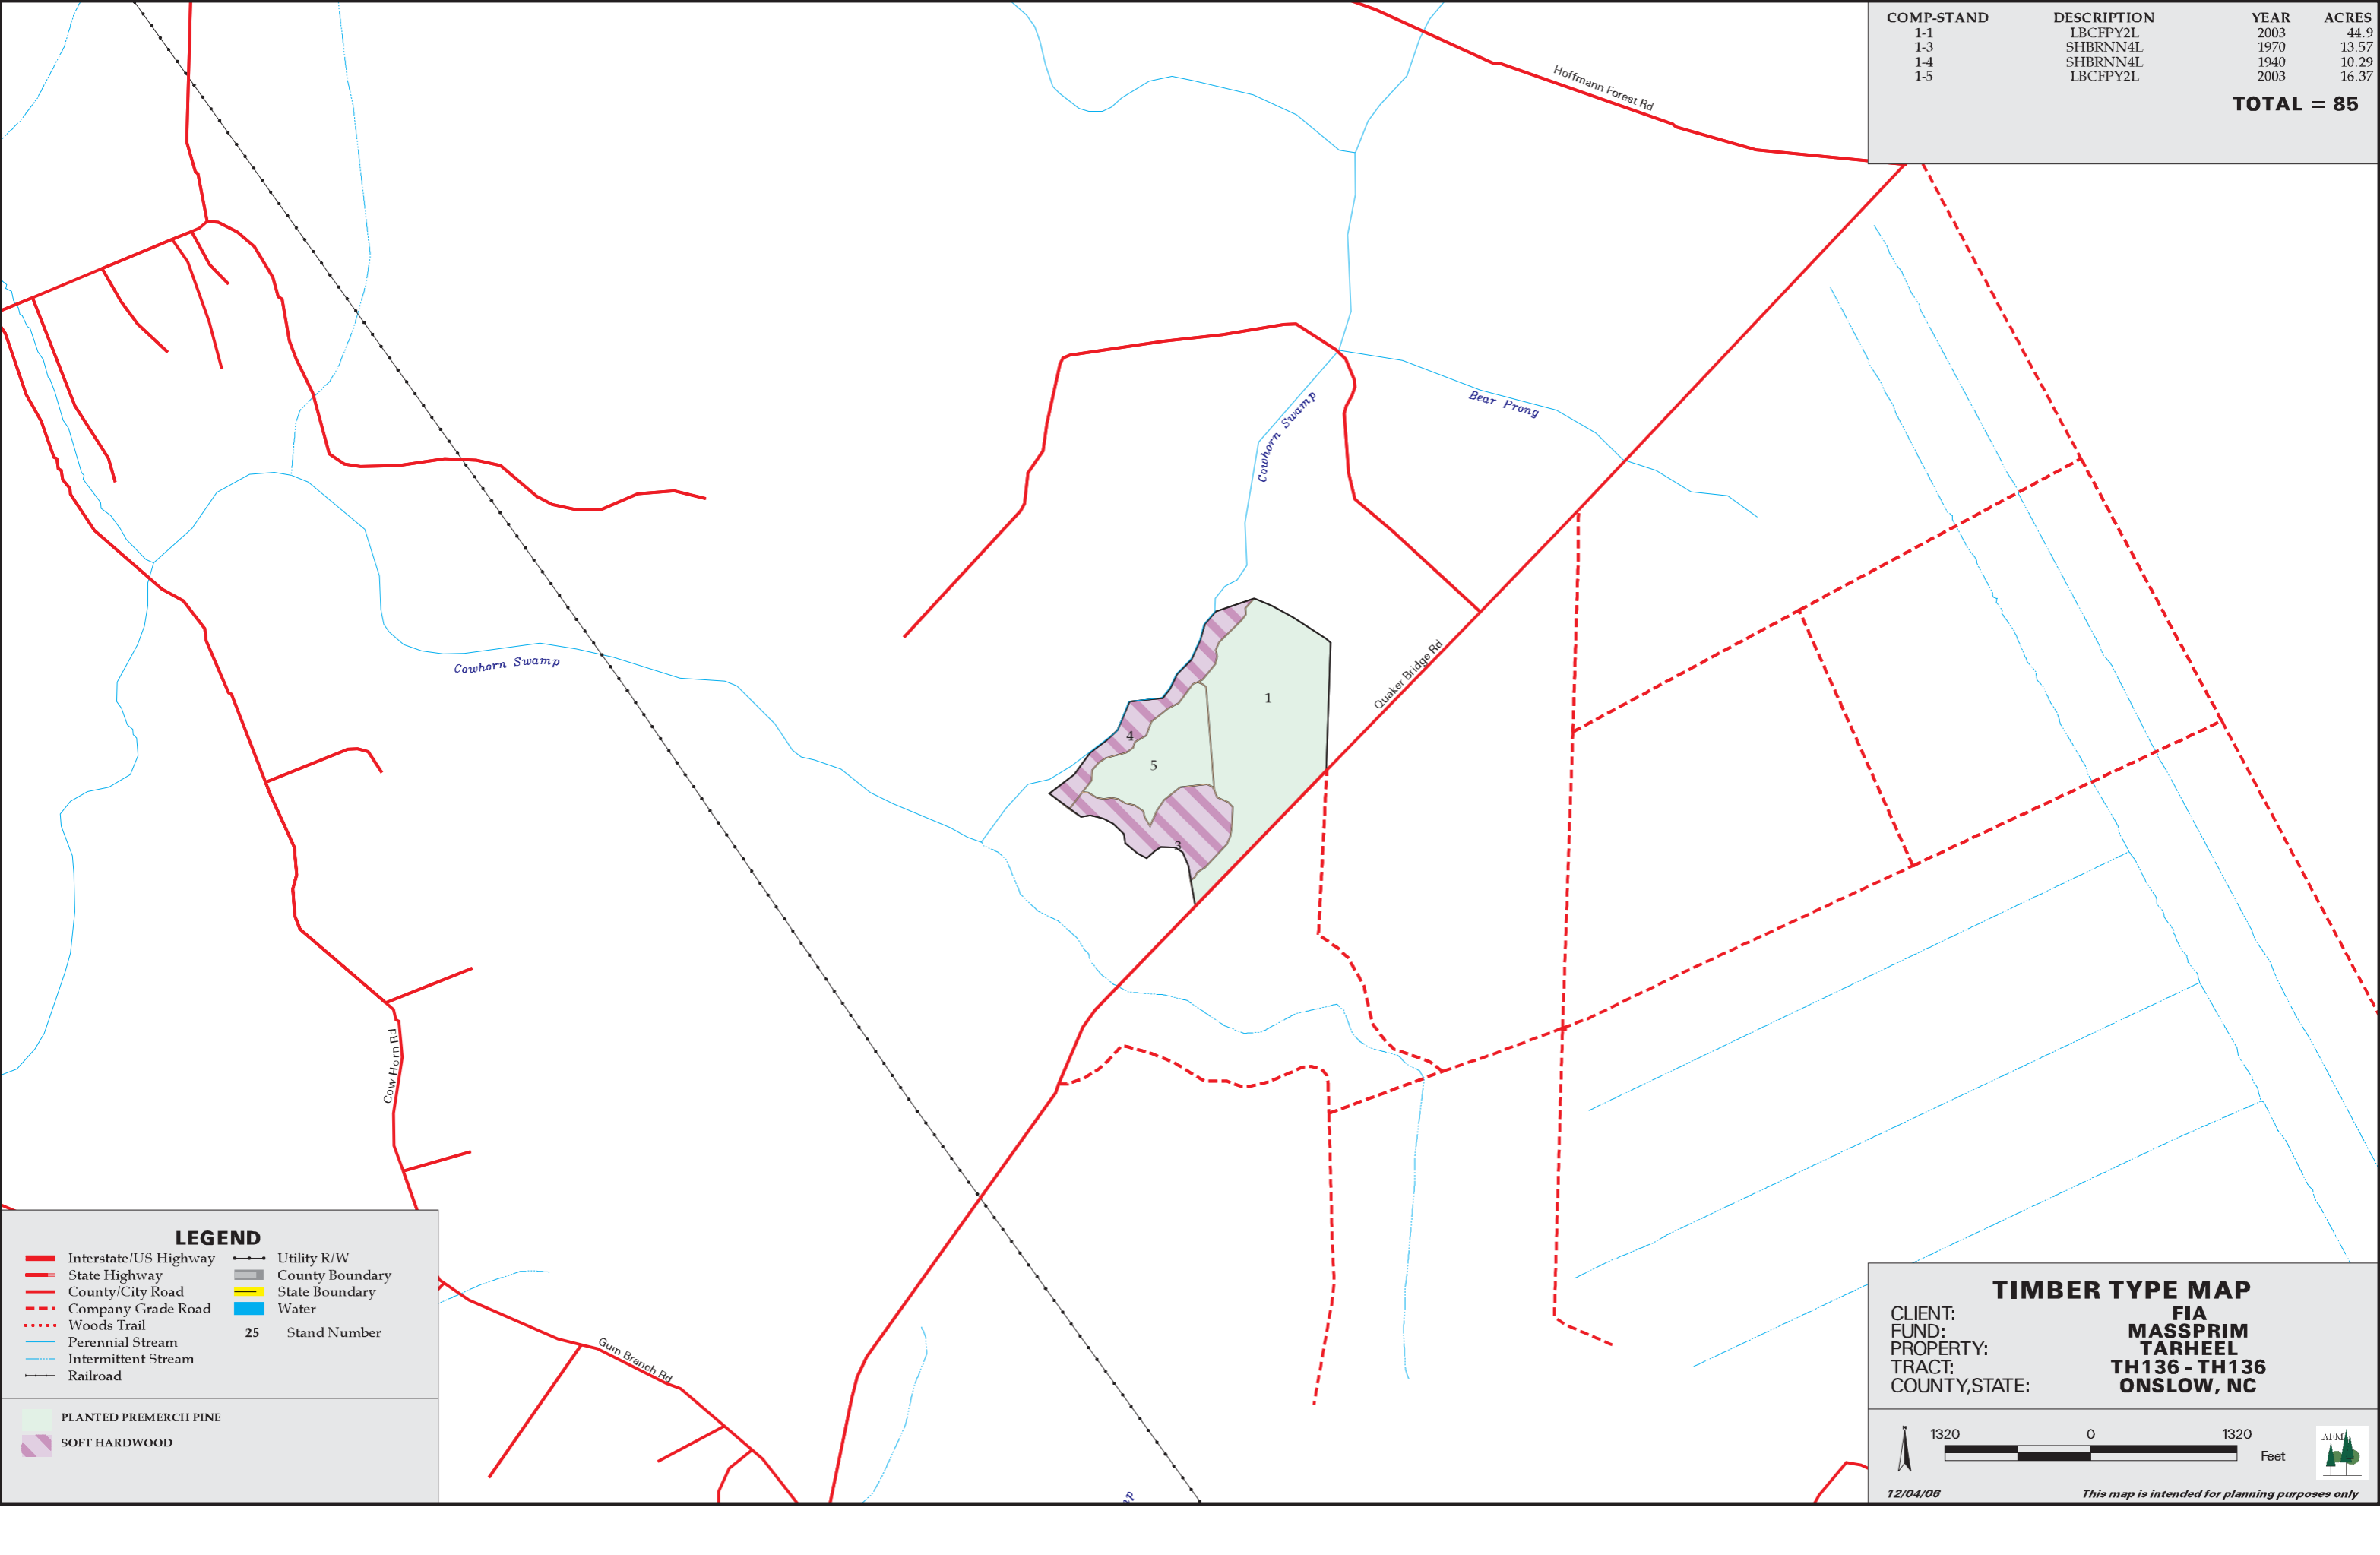 COMP-STAND DESCRIPTION YEAR ACRES
1-1 LBCFPY2L 2003 44.9
1-3 SHBRNN4L 1970 13.57
1-4 SHBRNN4L 1940 10.29
1-5 LBCFPY2L 2003 16.37
TOTAL = 85
Hoffmann Forest Rd
Bear Prong
Cowhorn Swamp
Quaker Bridge Rd
Cowhorn Swamp
1
4
5
3
Cow Horn Rd
Gum Branch Rd
LEGEND
Interstate/US Highway
State Highway
County/City Road
Company Grade Road
Woods Trail
Perennial Stream
Intermittent Stream
Railroad
Utility R/W
County Boundary
State Boundary
Water
25 Stand Number
PLANTED PREMERCH PINE
SOFT HARDWOOD
TIMBER TYPE MAP
CLIENT: FIA
FUND: MASSPRIM
PROPERTY: TARHEEL
TRACT: TH136 - TH136
COUNTY,STATE: ONSLOW, NC
N
1320 0 1320
Feet
12/04/06
This map is intended for planning purposes only